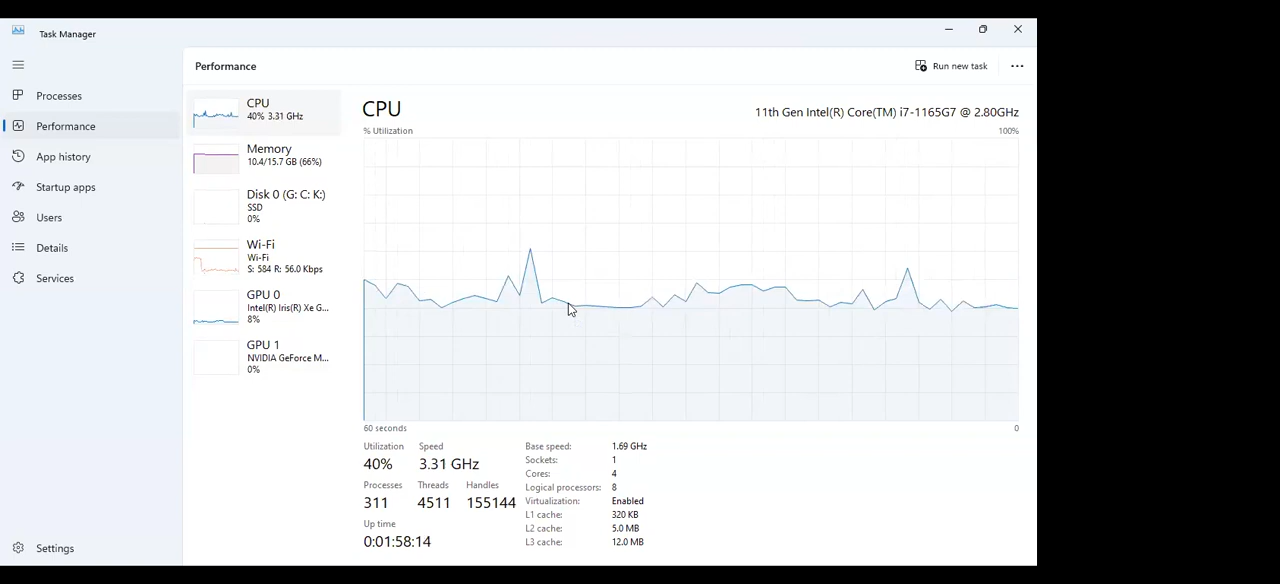 Task Manager
Performance
Run new task
Processes
Performance
App history
Startup apps
Users
Details
Services
Settings
CPU
40% 3.31 GHz
Memory
10.4/15.7 GB (66%)
Disk 0 (G: C: K:)
SSD
0%
Wi-Fi
Wi-Fi
S: 584 R: 56.0 Kbps
GPU 0
Intel(R) Iris(R) Xe G...
8%
GPU 1
NVIDIA GeForce M...
0%
CPU
11th Gen Intel(R) Core(TM) i7-1165G7 @ 2.80GHz
% Utilization
100%
60 seconds
0
Utilization Speed
40% 3.31 GHz
Processes Threads Handles
311 4511 155144
Up time
0:01:58:14
Base speed: 1.69 GHz
Sockets: 1
Cores: 4
Logical processors: 8
Virtualization: Enabled
L1 cache: 320 KB
L2 cache: 5.0 MB
L3 cache: 12.0 MB